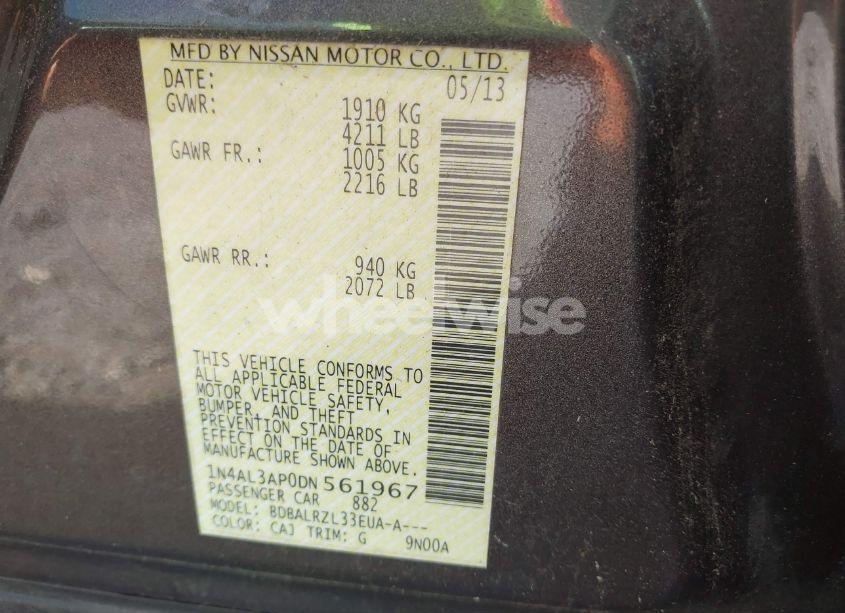 MFD BY NISSAN MOTOR CO., LTD.
DATE: 05/13
GVWR: 1910 KG
4211 LB
GAWR FR.: 1005 KG
2216 LB
GAWR RR.: 940 KG
2072 LB
wheelwise
THIS VEHICLE CONFORMS TO
ALL APPLICABLE FEDERAL
MOTOR VEHICLE SAFETY,
BUMPER, AND THEFT
PREVENTION STANDARDS IN
EFFECT ON THE DATE OF
MANUFACTURE SHOWN ABOVE.
1N4AL3AP0DN 561967
PASSENGER CAR 882
MODEL: BDBALRZL33EUA-A---
COLOR: CAJ TRIM: G 9N00A